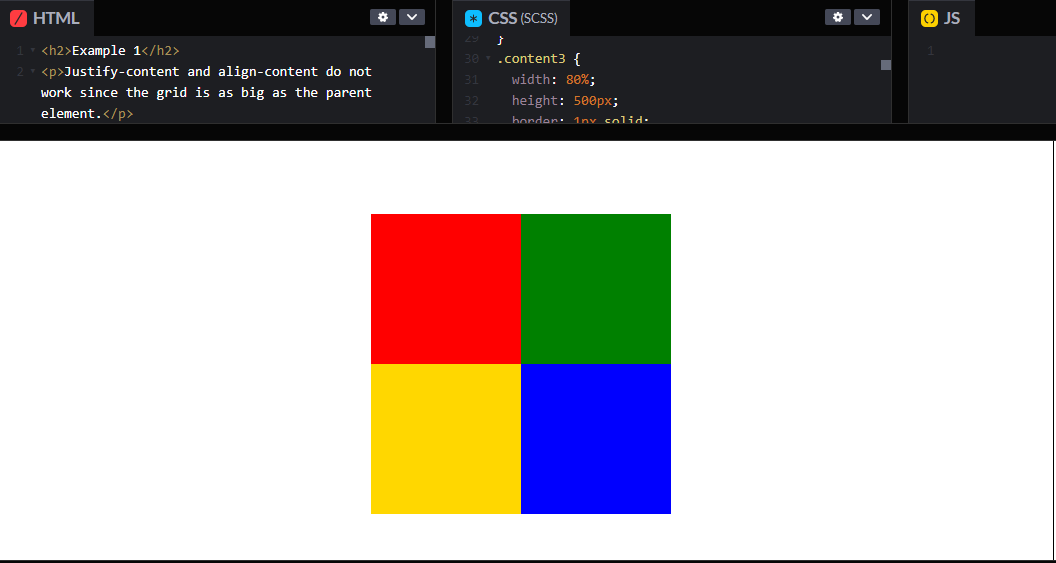 HTML
1 <h2>Example 1</h2>
2 <p>Justify-content and align-content do not
work since the grid is as big as the parent
element.</p>
CSS (SCSS)
29 }
30 .content3 {
31 width: 80%;
32 height: 500px;
33 border: 1px solid;
JS
1